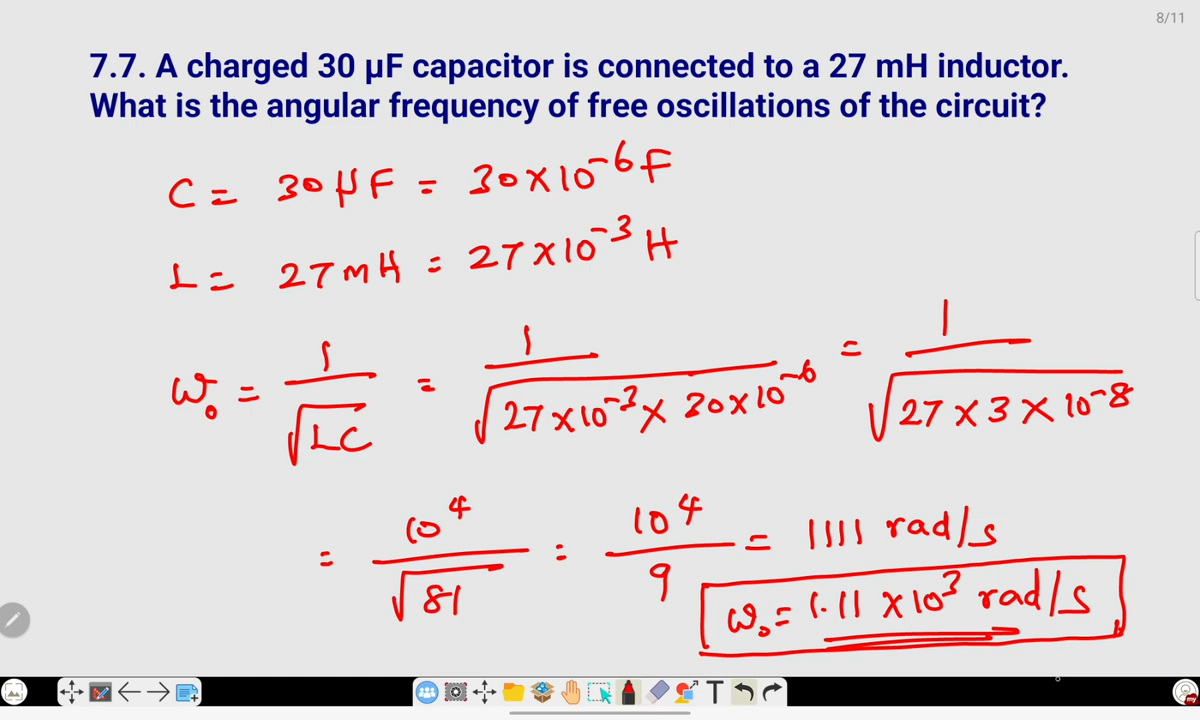 8/11
7.7. A charged 30 µF capacitor is connected to a 27 mH inductor.
What is the angular frequency of free oscillations of the circuit?
C = 30 µF = 30×10⁻⁶ F
L = 27 mH = 27×10⁻³ H
ω₀ = 1/√LC = 1/√27×10⁻³× 30×10⁻⁶ = 1/√27×3×10⁻⁸
= 10⁴/√81 = 10⁴/9 = 1111 rad/s
ω₀ = 1.11 ×10³ rad/s
T
my